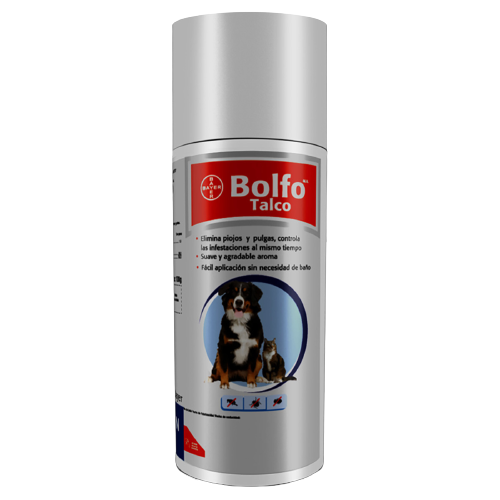 BAYER
BAYER
Bolfo
Talco
• Elimina piojos y pulgas, controla
las infestaciones al mismo tiempo
• Suave y agradable aroma
• Fácil aplicación sin necesidad de baño
N